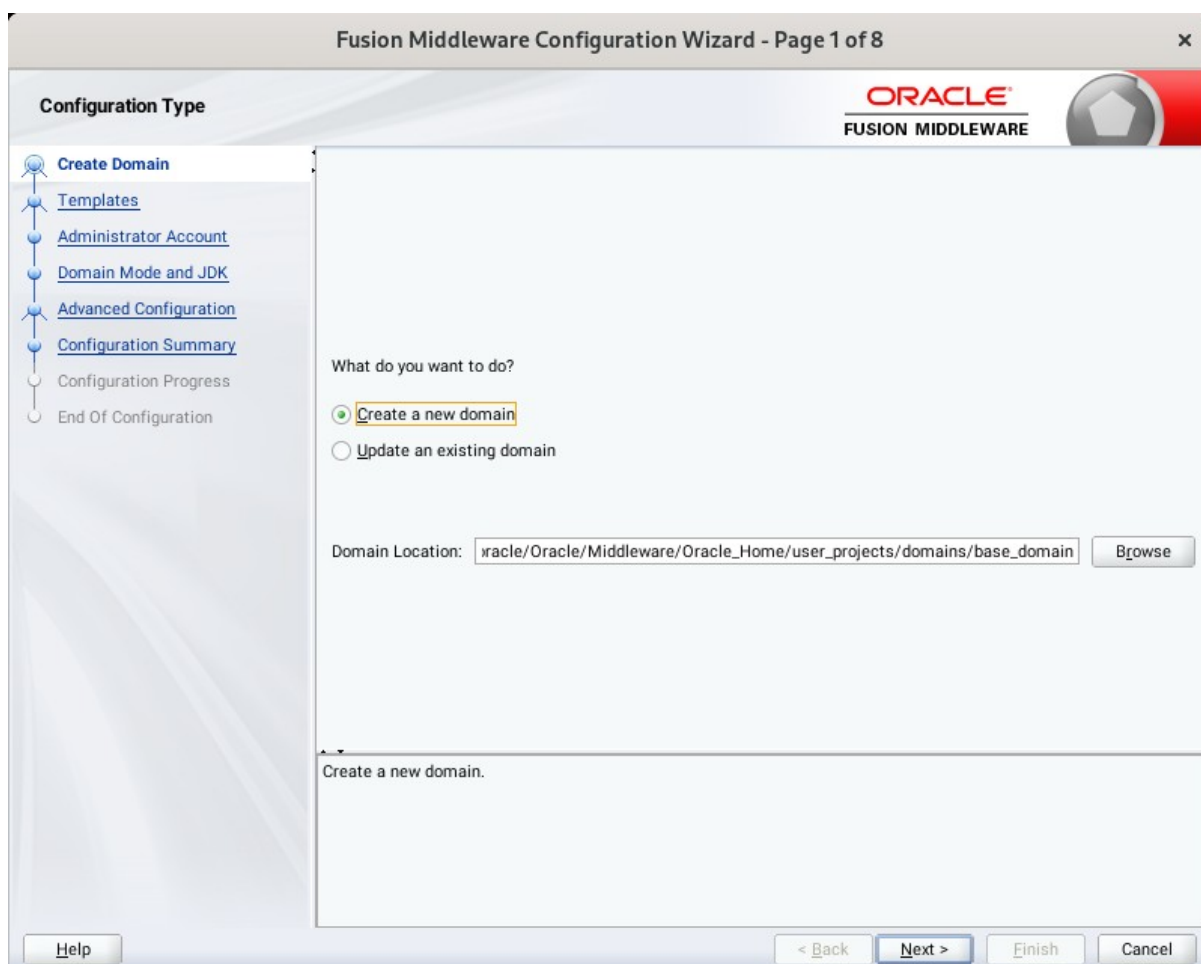 Fusion Middleware Configuration Wizard - Page 1 of 8
Configuration Type
ORACLE
FUSION MIDDLEWARE
Create Domain
Templates
Administrator Account
Domain Mode and JDK
Advanced Configuration
Configuration Summary
Configuration Progress
End Of Configuration
What do you want to do?
Create a new domain
Update an existing domain
Domain Location: racle/Oracle/Middleware/Oracle_Home/user_projects/domains/base_domain Browse
Create a new domain.
Help < Back Next > Finish Cancel